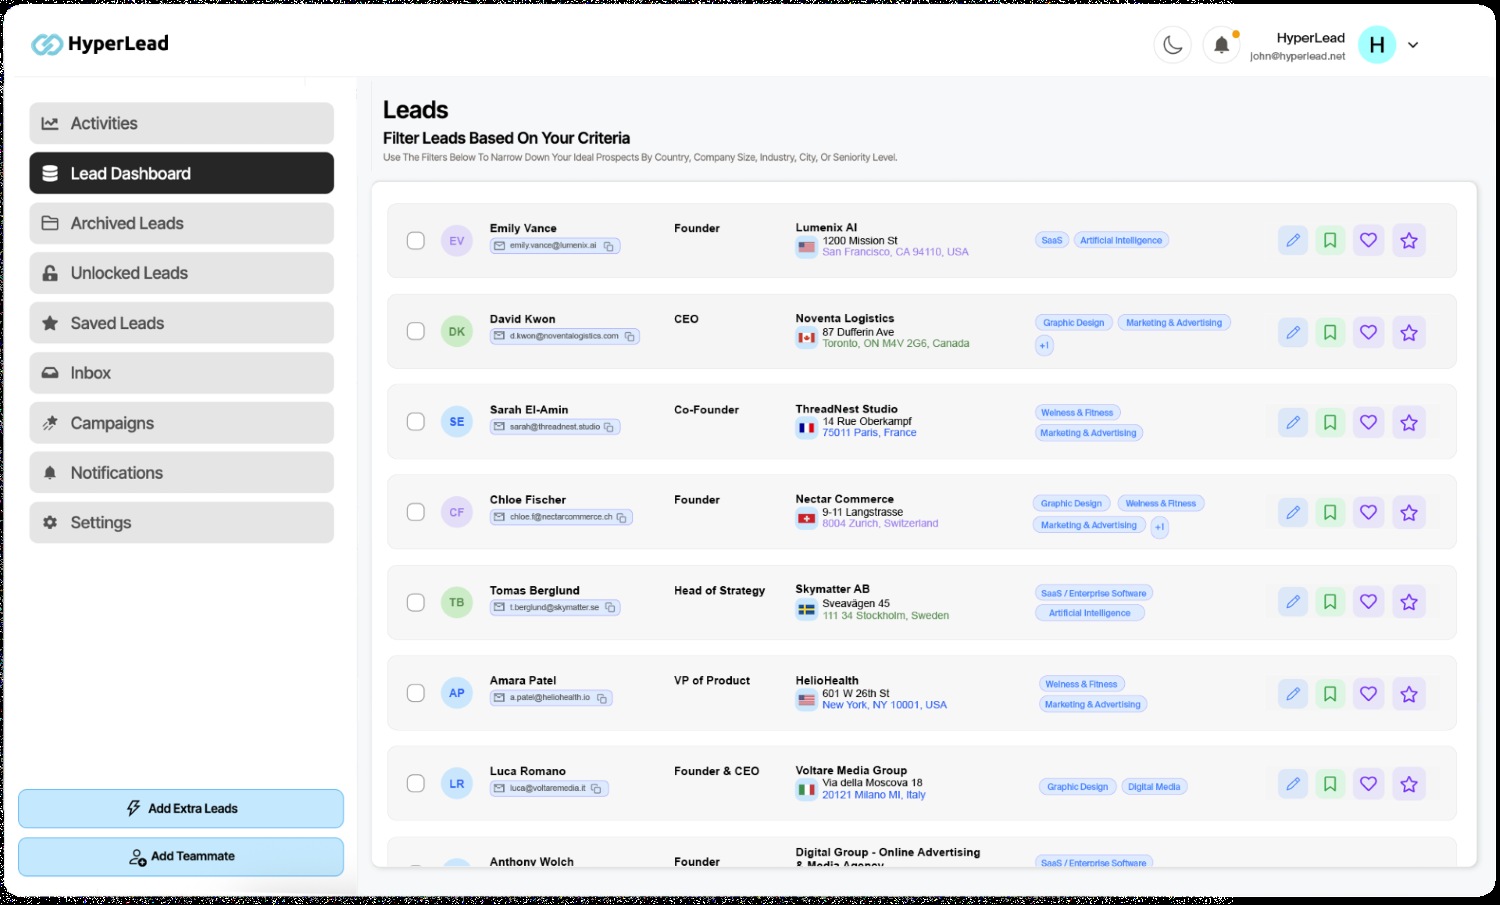 HyperLead
HyperLead
john@hyperlead.net
H
Activities
Lead Dashboard
Archived Leads
Unlocked Leads
Saved Leads
Inbox
Campaigns
Notifications
Settings
Add Extra Leads
Add Teammate
Leads
Filter Leads Based On Your Criteria
Use The Filters Below To Narrow Down Your Ideal Prospects By Country, Company Size, Industry, City, Or Seniority Level.
EV
Emily Vance
emily.vance@lumenix.ai
Founder
Lumenix AI
1200 Mission St
San Francisco, CA 94110, USA
SaaS
Artificial Intelligence
DK
David Kwon
d.kwon@noventalogistics.com
CEO
Noventa Logistics
87 Dufferin Ave
Toronto, ON M4V 2G6, Canada
Graphic Design
Marketing & Advertising
+1
SE
Sarah El-Amin
sarah@threadnest.studio
Co-Founder
ThreadNest Studio
14 Rue Oberkampf
75011 Paris, France
Welness & Fitness
Marketing & Advertising
CF
Chloe Fischer
chloe.f@nectarcommerce.ch
Founder
Nectar Commerce
9-11 Langstrasse
8004 Zurich, Switzerland
Graphic Design
Welness & Fitness
Marketing & Advertising
+1
TB
Tomas Berglund
t.berglund@skymatter.se
Head of Strategy
Skymatter AB
Sveavägen 45
111 34 Stockholm, Sweden
SaaS / Enterprise Software
Artificial Intelligence
AP
Amara Patel
a.patel@heliohealth.io
VP of Product
HelioHealth
601 W 26th St
New York, NY 10001, USA
Welness & Fitness
Marketing & Advertising
LR
Luca Romano
luca@voltaremedia.it
Founder & CEO
Voltare Media Group
Via della Moscova 18
20121 Milano MI, Italy
Graphic Design
Digital Media
Anthony Wolch
Founder
Digital Group - Online Advertising
& Media Agency
SaaS / Enterprise Software